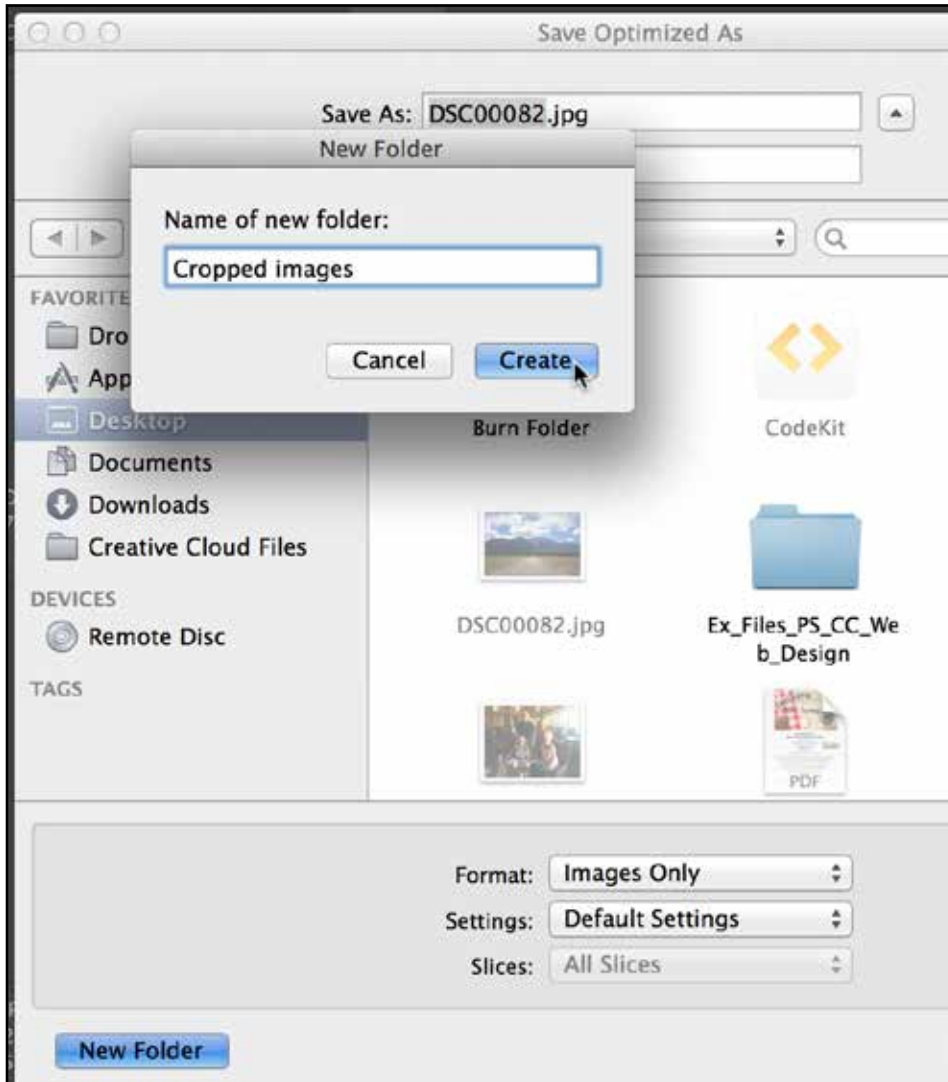 Save Optimized As
Save As: DSC00082.jpg
New Folder
Name of new folder:
Cropped images
Cancel Create
FAVORITE
Dro
App
Desktop
Documents
Downloads
Creative Cloud Files
DEVICES
Remote Disc
TAGS
Burn Folder
CodeKit
DSC00082.jpg
Ex_Files_PS_CC_We
b_Design
PDF
Format: Images Only
Settings: Default Settings
Slices: All Slices
New Folder